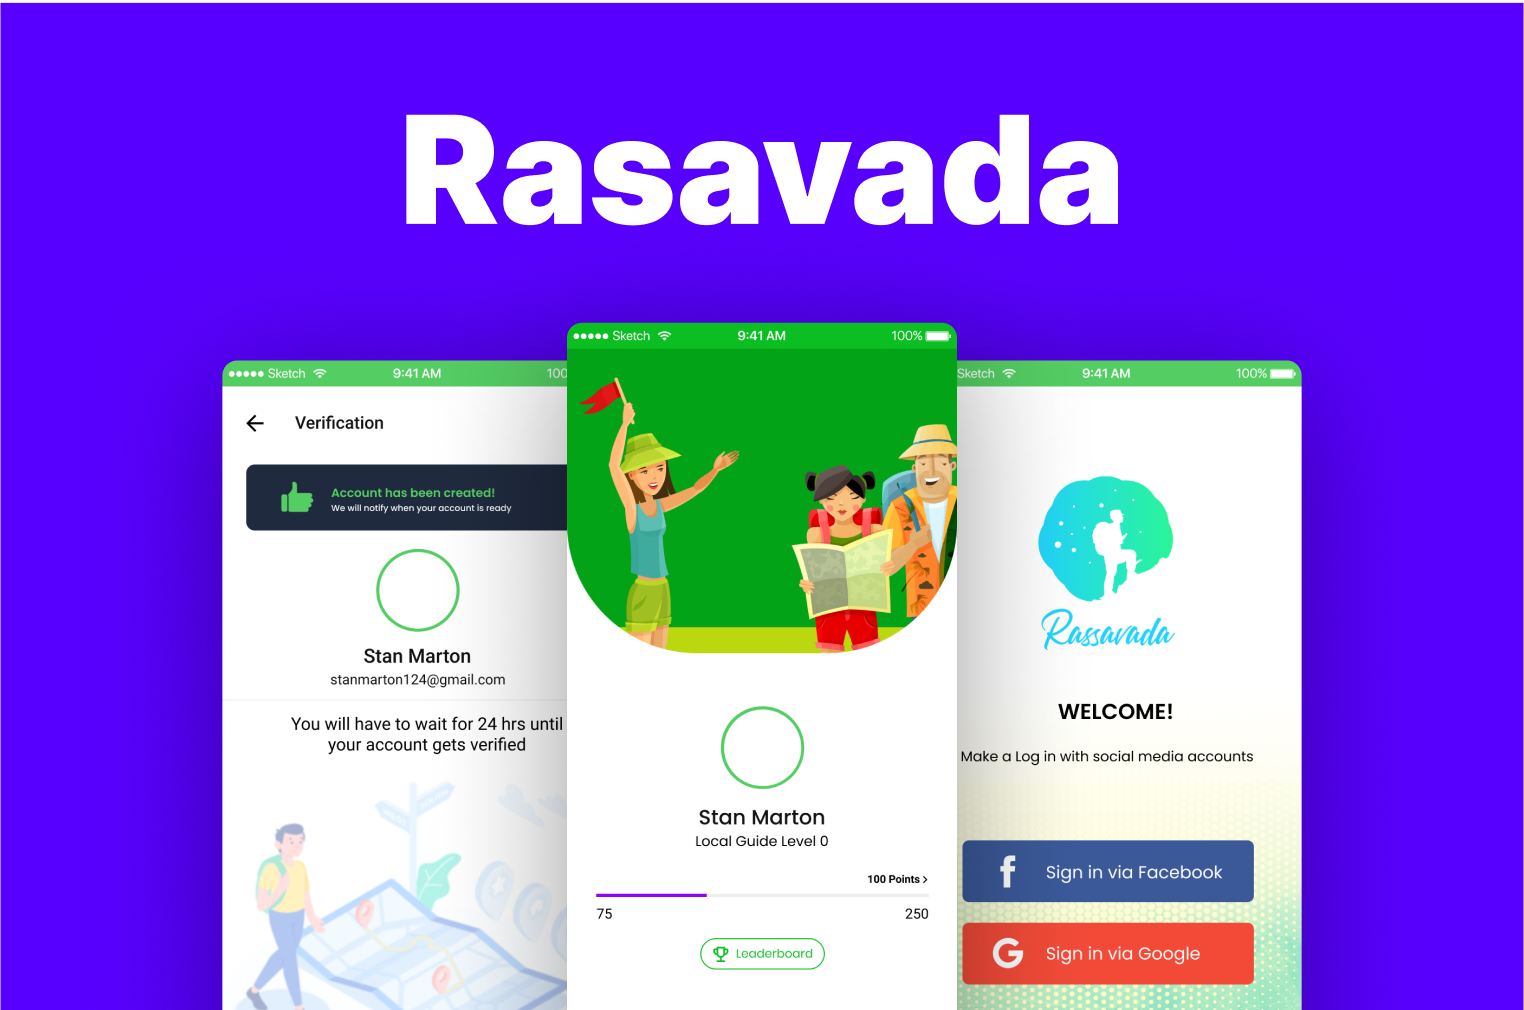 Rasavada
Sketch 9:41 AM 100
Verification
Account has been created!
We will notify when your account is ready
Stan Marton
stanmarton124@gmail.com
You will have to wait for 24 hrs until
your account gets verified
Sketch 9:41 AM 100%
Stan Marton
Local Guide Level 0
100 Points >
75 250
Leaderboard
Sketch 9:41 AM 100%
Rassavada
WELCOME!
Make a Log in with social media accounts
f Sign in via Facebook
G Sign in via Google